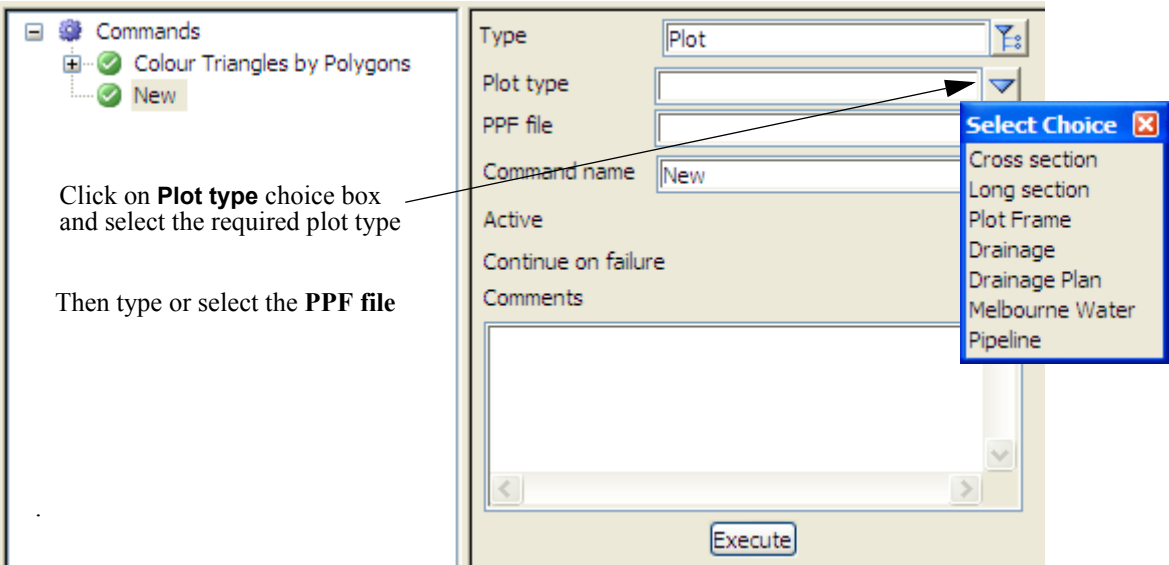 Commands
Colour Triangles by Polygons
New
Click on Plot type choice box
and select the required plot type
Then type or select the PPF file
.
Type
Plot
Plot type
PPF file
Command name
New
Active
Continue on failure
Comments
Execute
Select Choice
Cross section
Long section
Plot Frame
Drainage
Drainage Plan
Melbourne Water
Pipeline